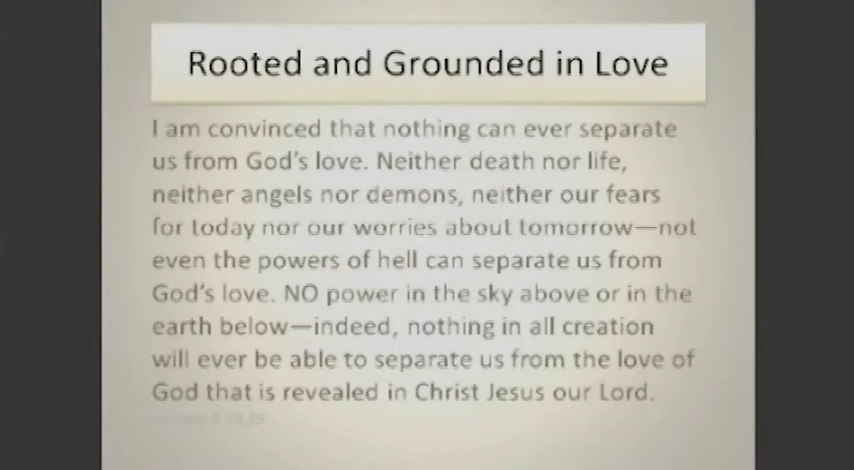 Rooted and Grounded in Love
I am convinced that nothing can ever separate
us from God's love. Neither death nor life,
neither angels nor demons, neither our fears
for today nor our worries about tomorrow—not
even the powers of hell can separate us from
God's love. NO power in the sky above or in the
earth below—indeed, nothing in all creation
will ever be able to separate us from the love of
God that is revealed in Christ Jesus our Lord.